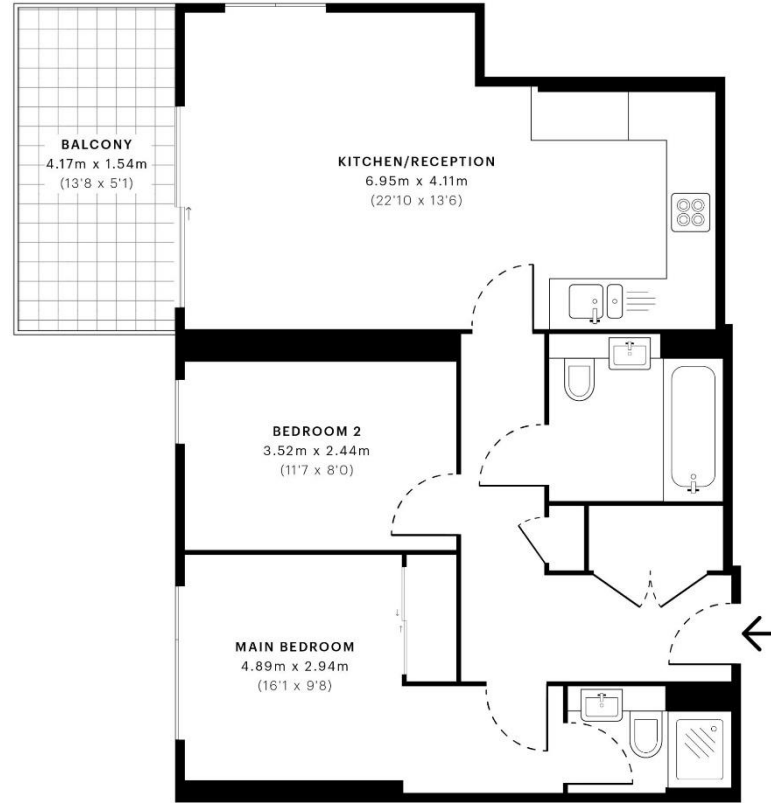 BALCONY
4.17m x 1.54m
(13'8 x 5'1)
KITCHEN/RECEPTION
6.95m x 4.11m
(22'10 x 13'6)
BEDROOM 2
3.52m x 2.44m
(11'7 x 8'0)
MAIN BEDROOM
4.89m x 2.94m
(16'1 x 9'8)